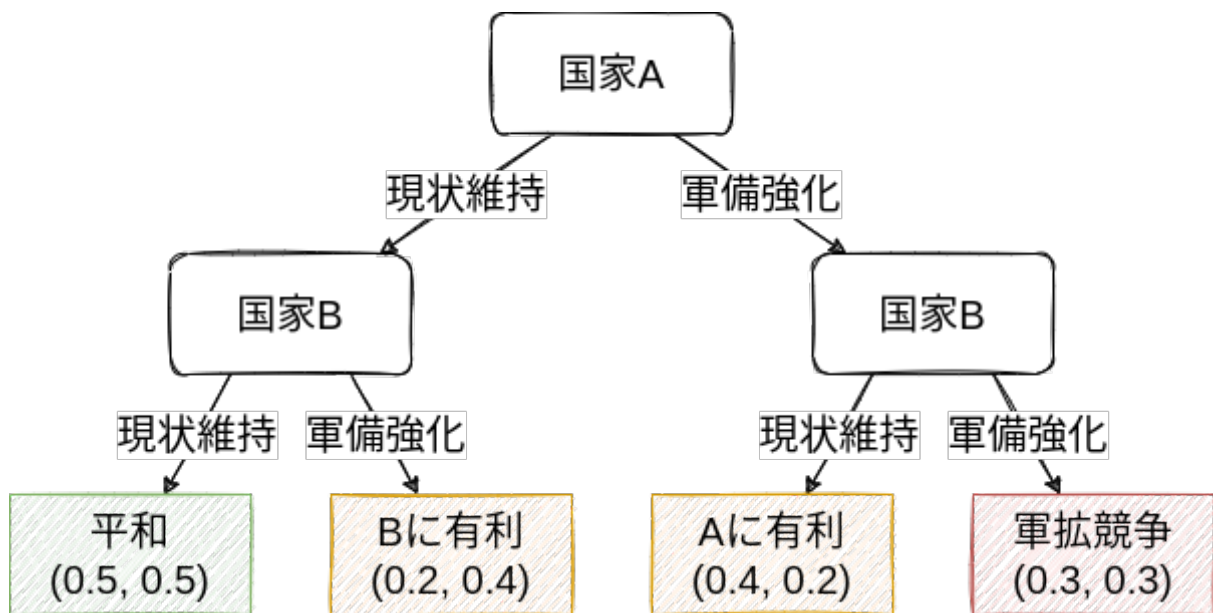 国家A
現状維持
軍備強化
国家B
国家B
現状維持
軍備強化
現状維持
軍備強化
平和
(0.5, 0.5)
Bに有利
(0.2, 0.4)
Aに有利
(0.4, 0.2)
軍拡競争
(0.3, 0.3)